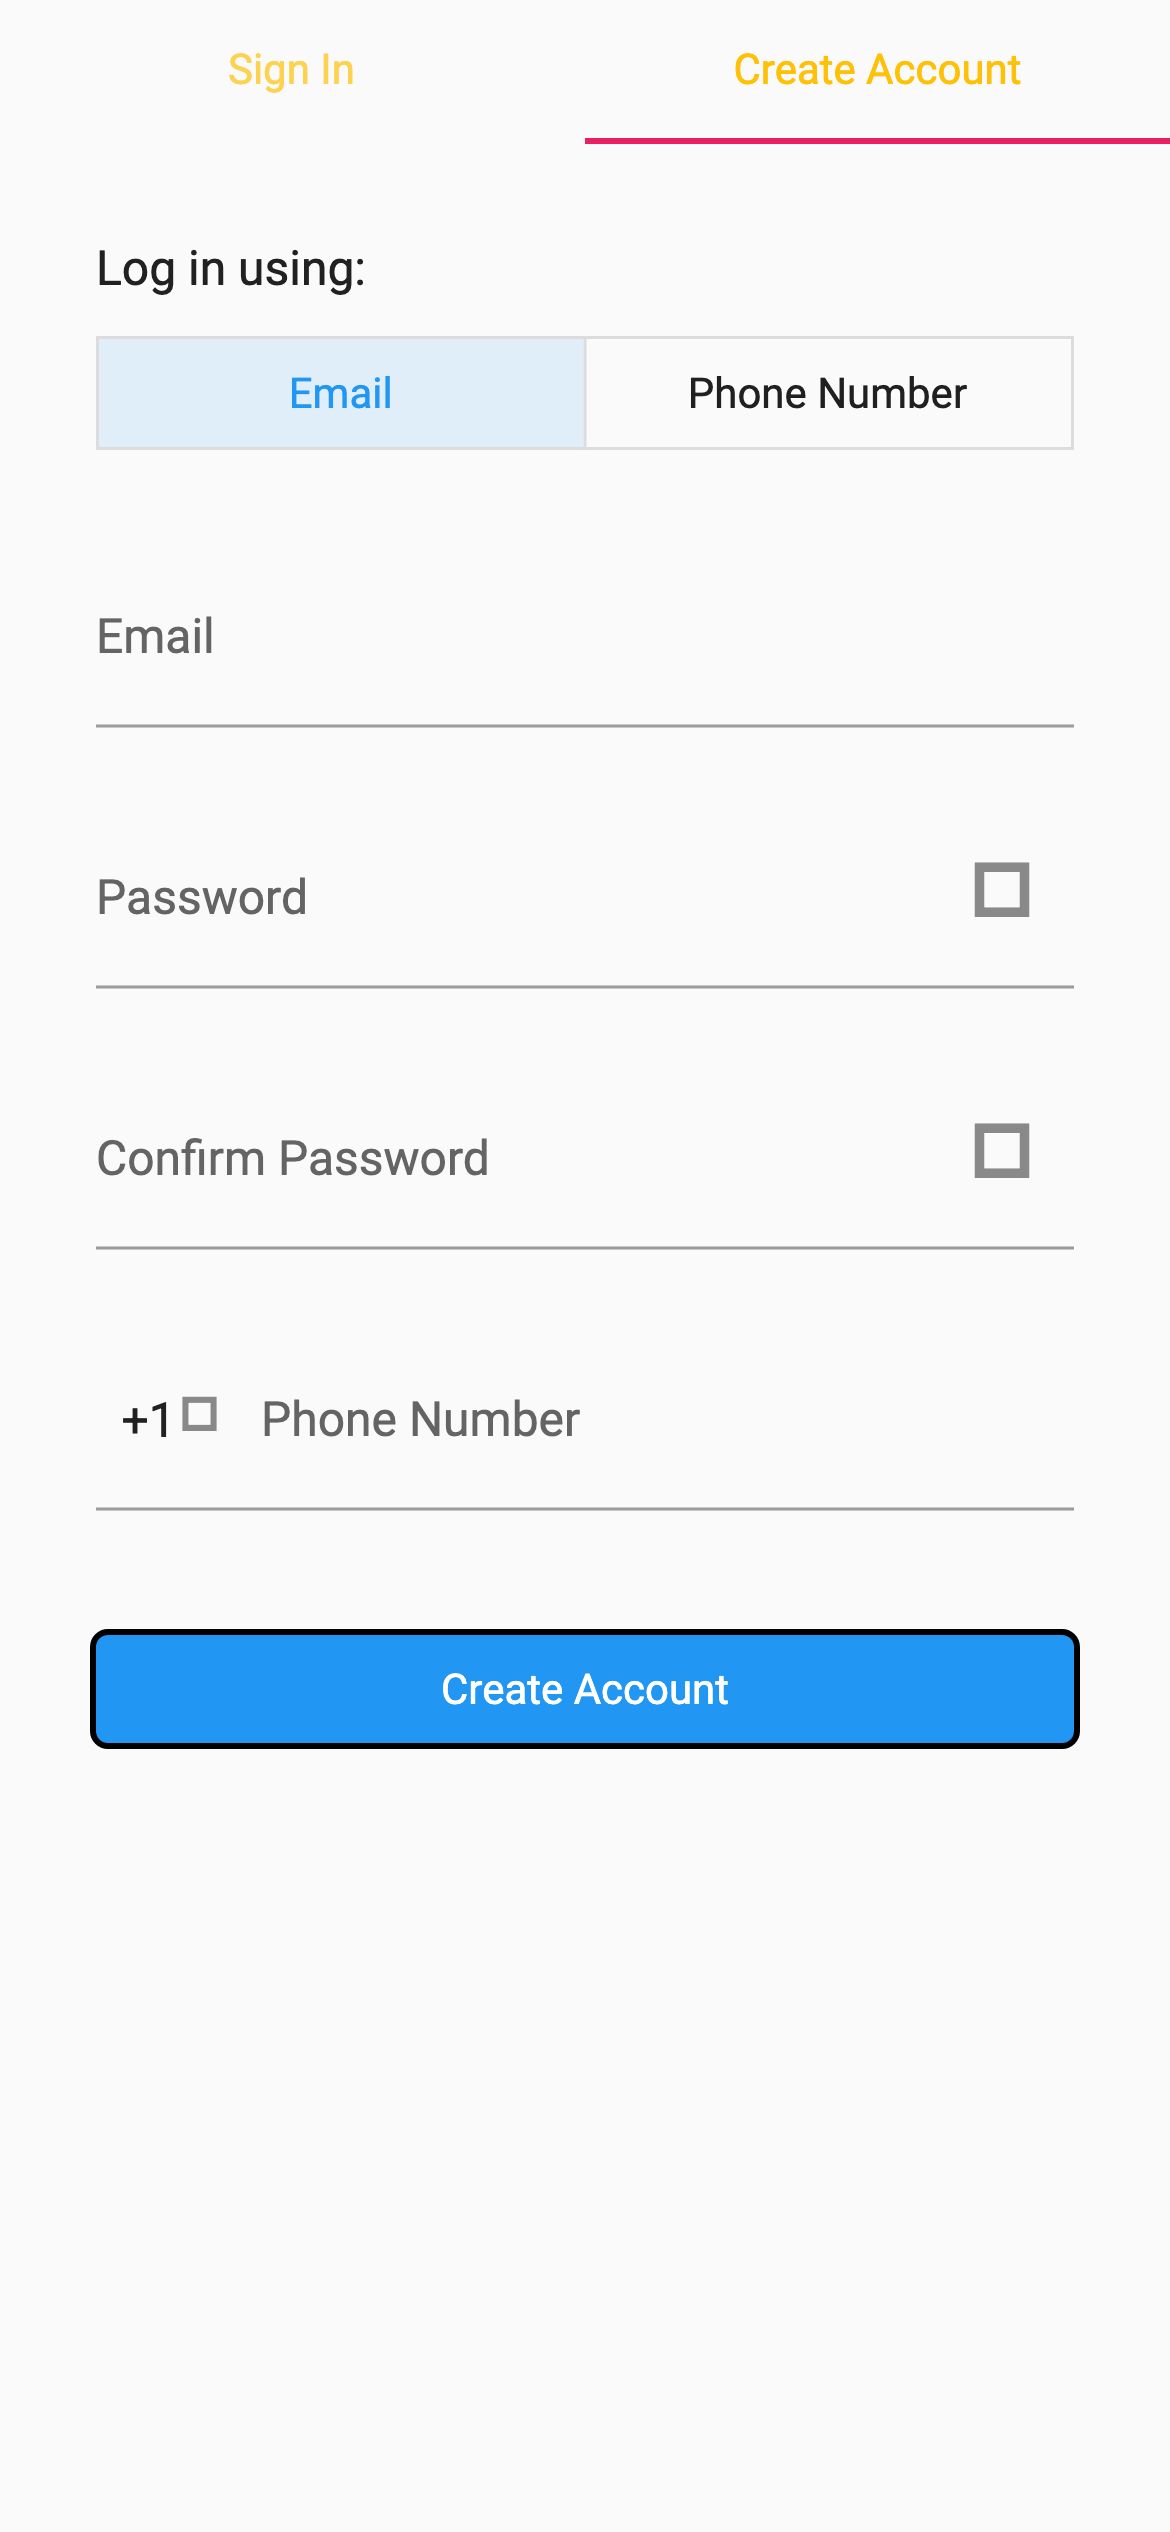 Sign In Create Account
Log in using:
Email Phone Number
Email
Password
Confirm Password
+1 Phone Number
Create Account